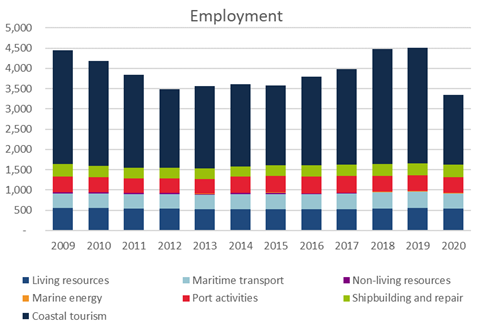 Employment
5,000
4,500
4,000
3,500
3,000
2,500
2,000
1,500
1,000
500
-
2009 2010 2011 2012 2013 2014 2015 2016 2017 2018 2019 2020
Living resources Maritime transport Non-living resources
Marine energy Port activities Shipbuilding and repair
Coastal tourism